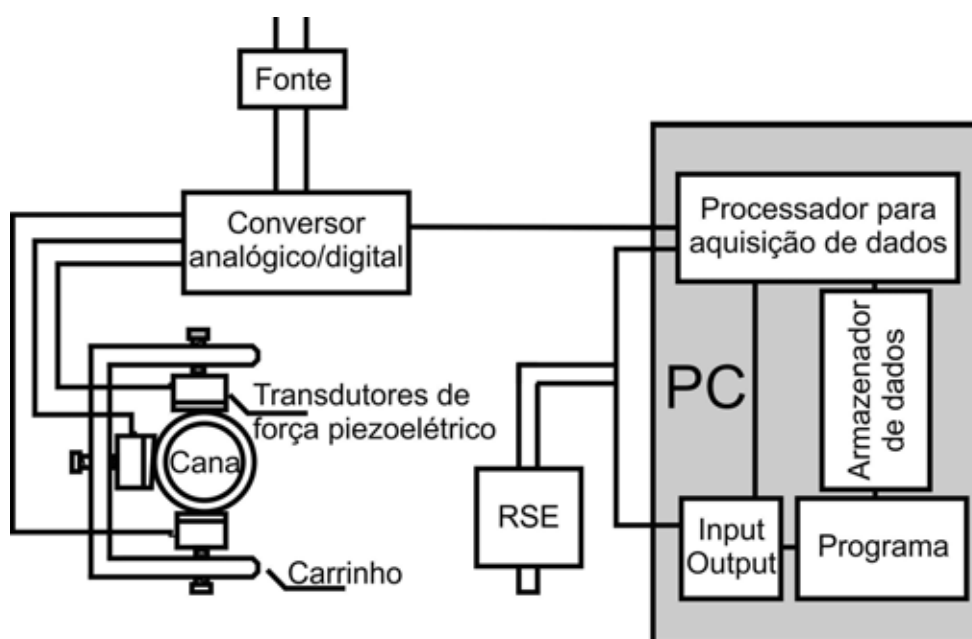 Fonte
Conversor
analógico/digital
Processador para
aquisição de dados
Armazenador
de dados
PC
Transdutores de
força piezoelétrico
Cana
RSE
Input
Output
Programa
Carrinho